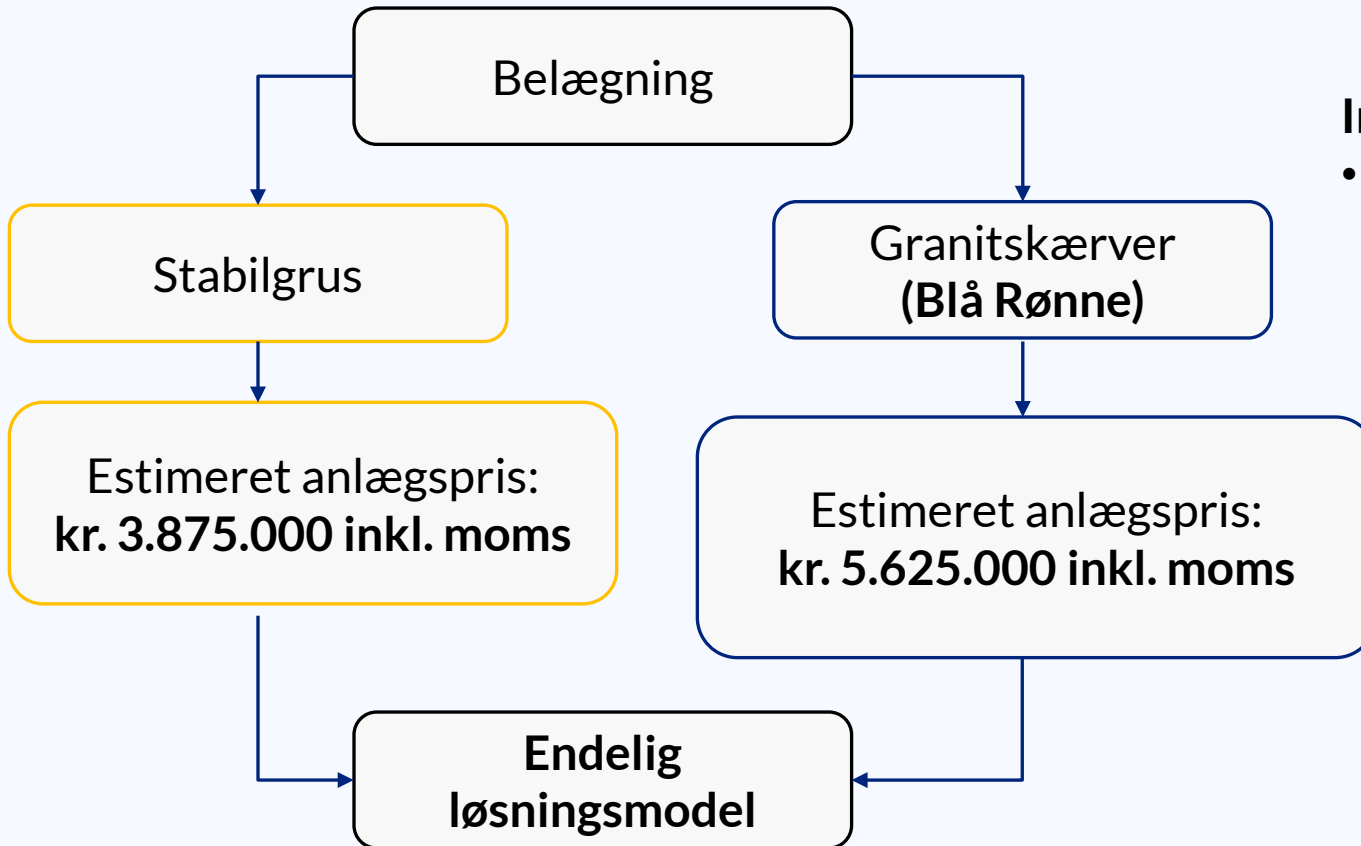 Belægning
Stabilgrus
Granitskærver
(Blå Rønne)
Estimeret anlægspris:
kr. 3.875.000 inkl. moms
Estimeret anlægspris:
kr. 5.625.000 inkl. moms
Endelig
løsningsmodel